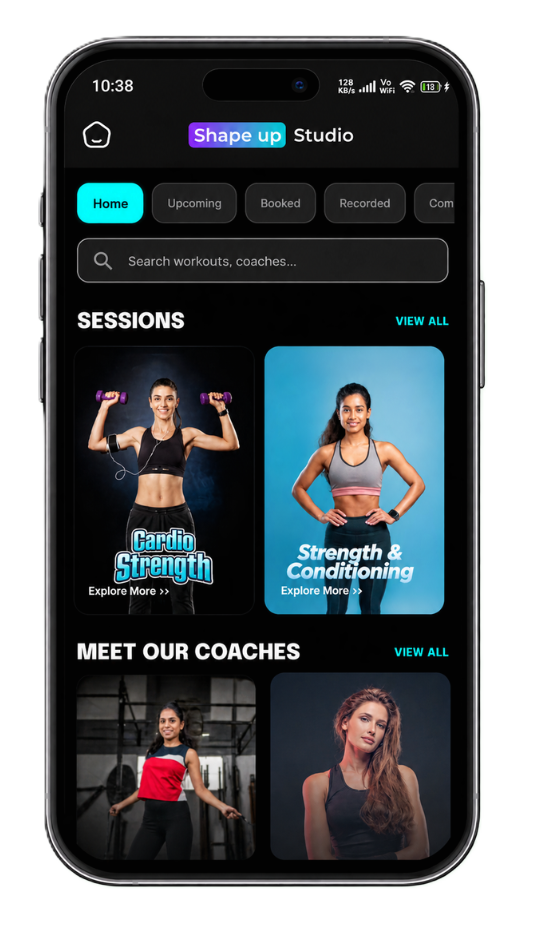 10:38
128 KB/s Vo WiFi 18
Shape up Studio
Home Upcoming Booked Recorded Com
Search workouts, coaches...
SESSIONS VIEW ALL
Cardio
Strength
Explore More >>
Strength &
Conditioning
Explore More >>
MEET OUR COACHES VIEW ALL